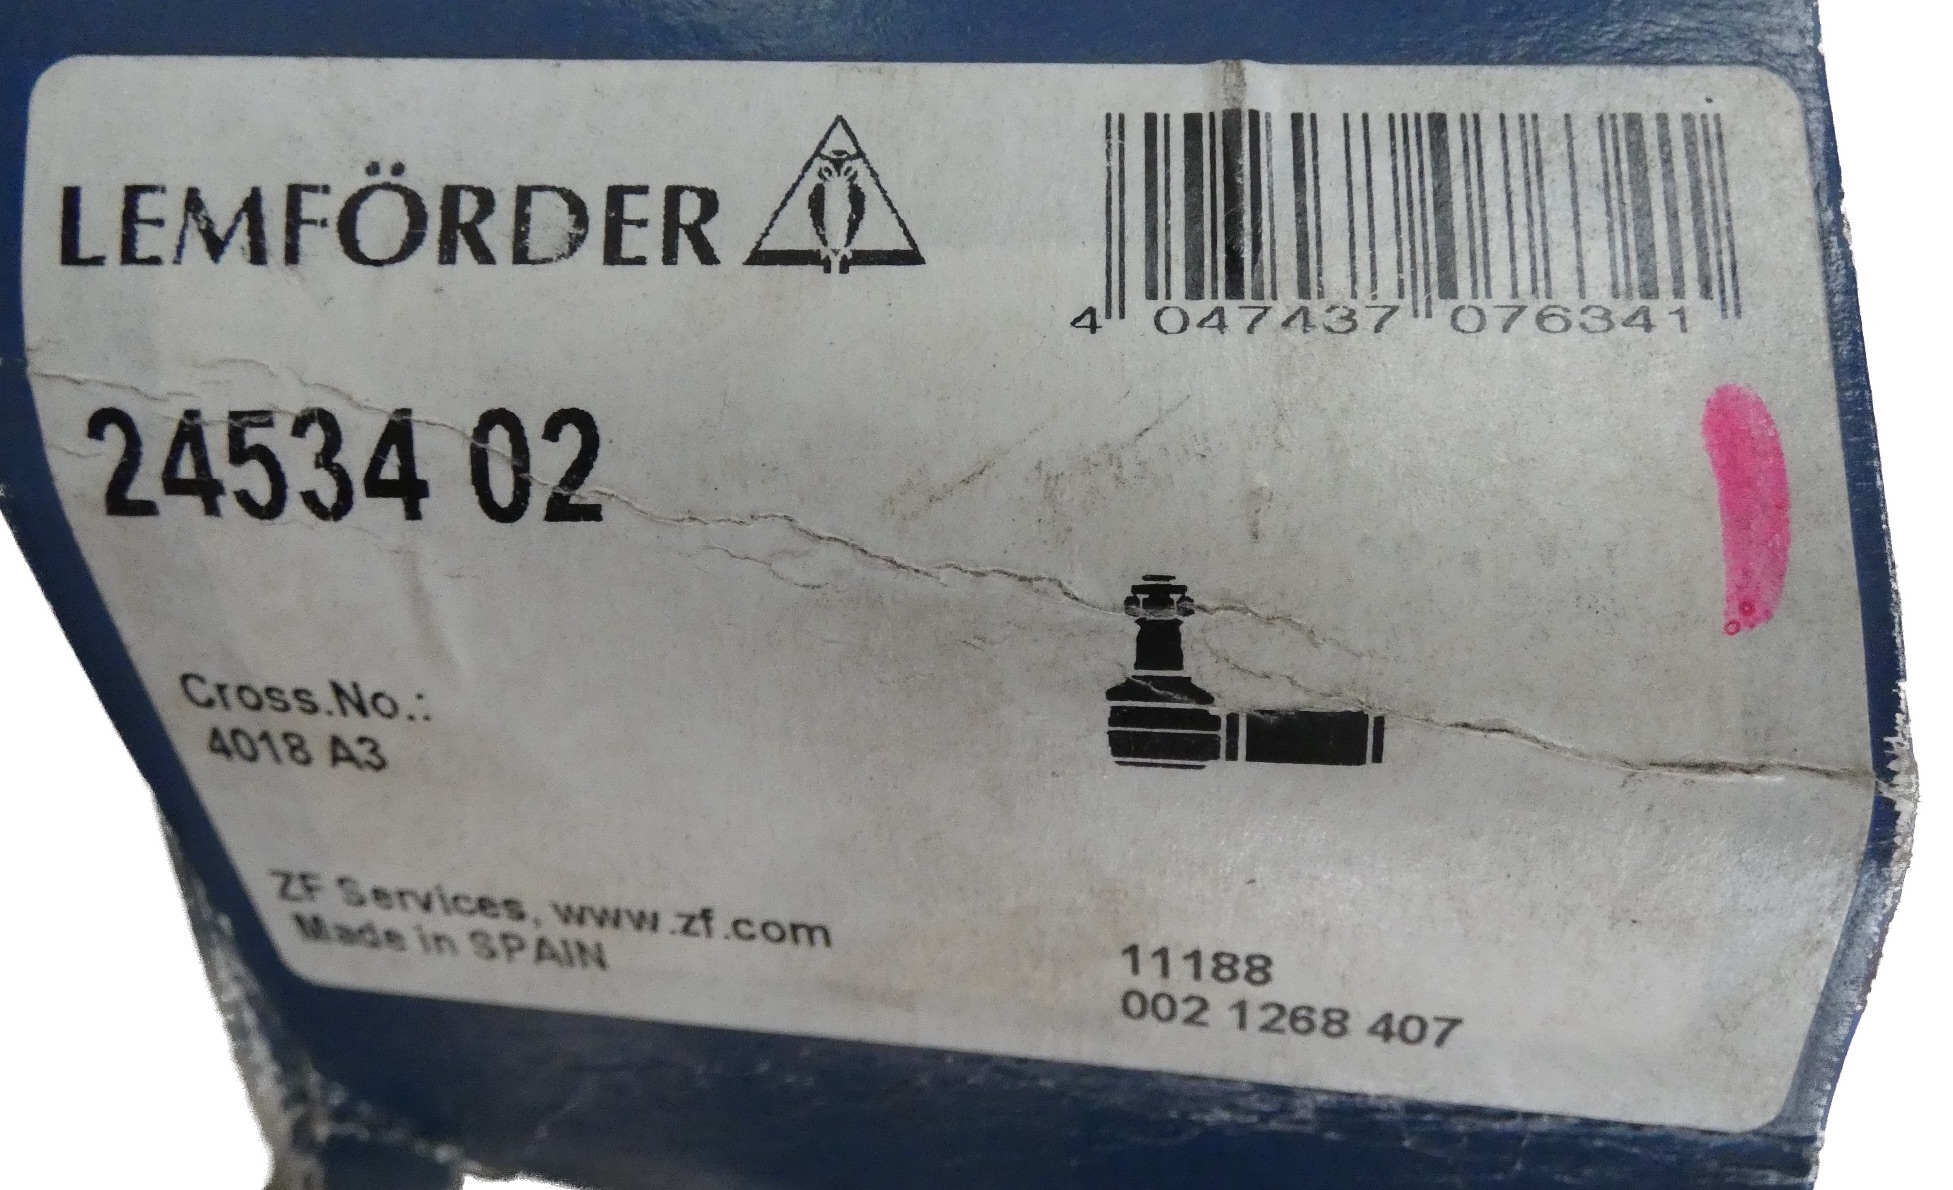 LEMFÖRDER
4 047437 076341
24534 02
Cross.No.:
4018 A3
ZF Services, www.zf.com
Made in SPAIN
11188
002 1268 407